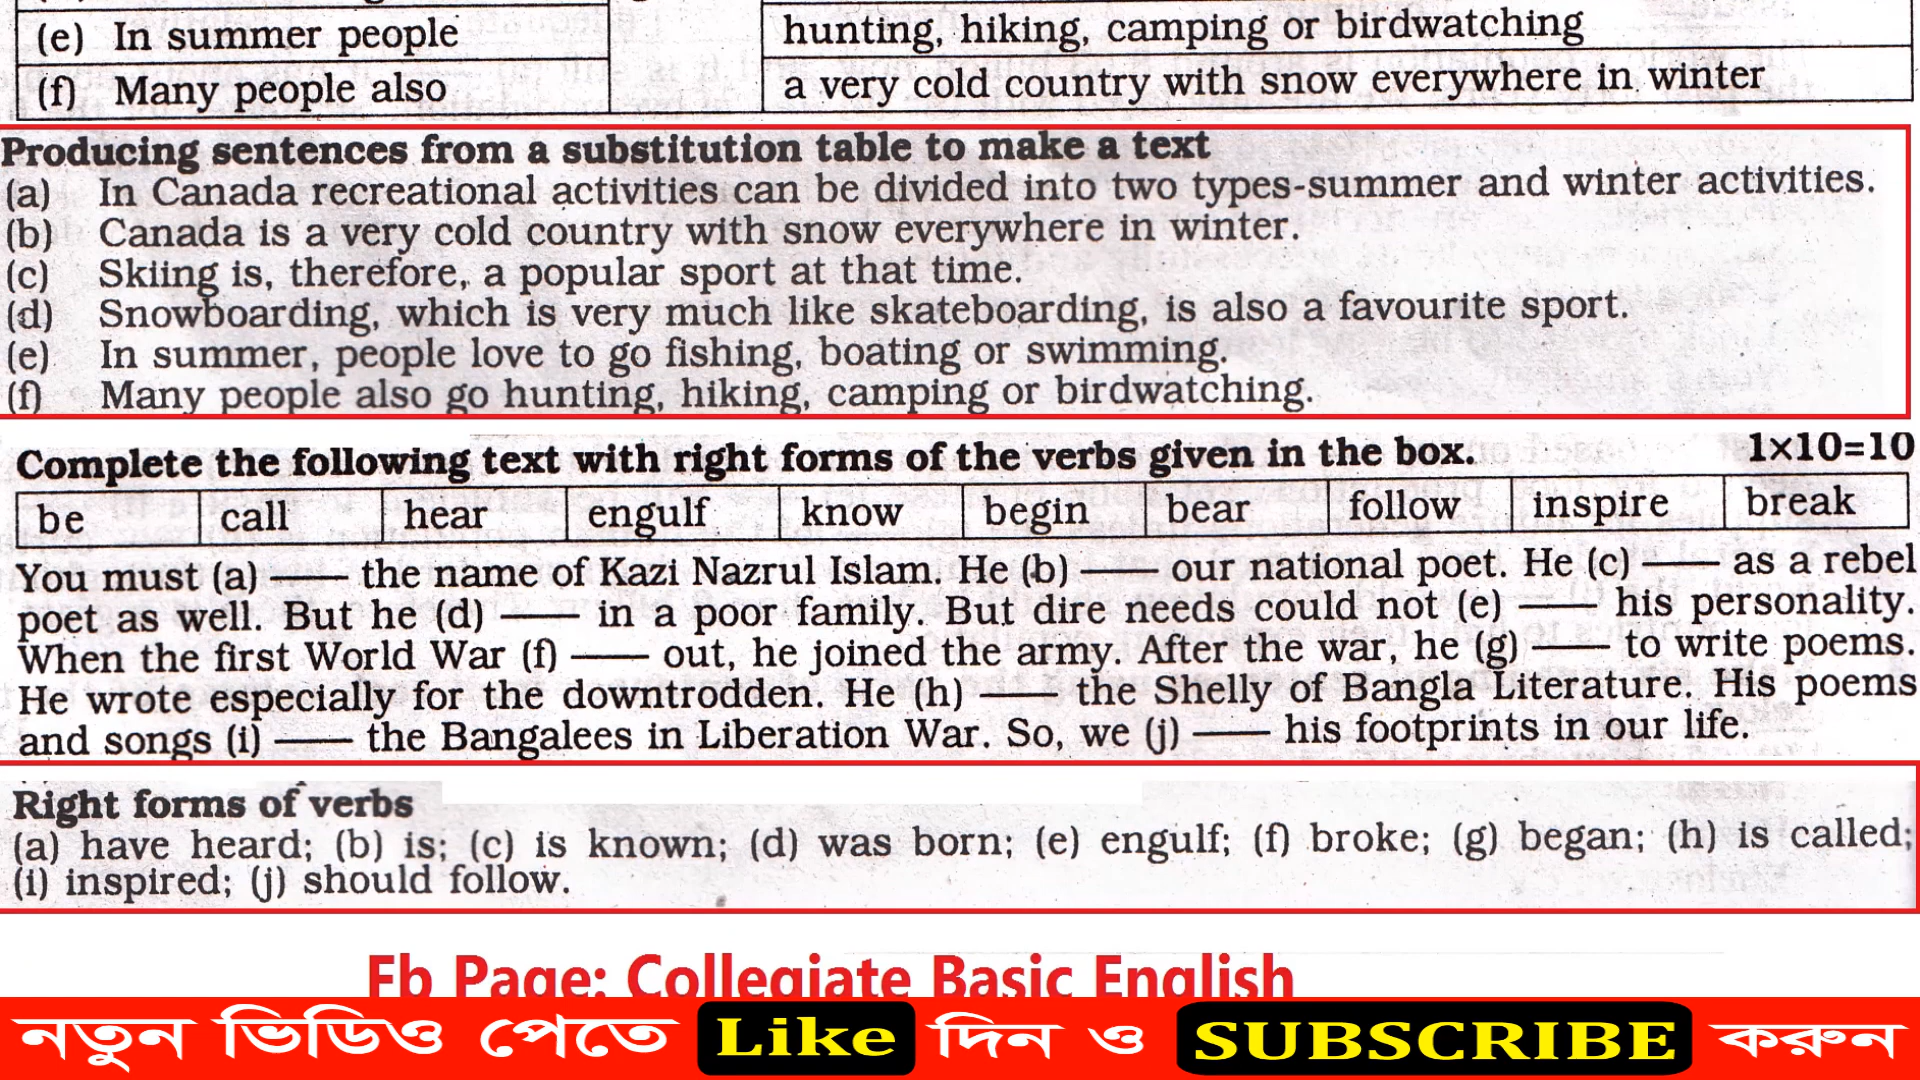 (e) In summer people hunting, hiking, camping or birdwatching
(f) Many people also a very cold country with snow everywhere in winter
Producing sentences from a substitution table to make a text
(a) In Canada recreational activities can be divided into two types-summer and winter activities.
(b) Canada is a very cold country with snow everywhere in winter.
(c) Skiing is, therefore, a popular sport at that time.
(d) Snowboarding, which is very much like skateboarding, is also a favourite sport.
(e) In summer, people love to go fishing, boating or swimming.
(f) Many people also go hunting, hiking, camping or birdwatching.
Complete the following text with right forms of the verbs given in the box. 1×10=10
be call hear engulf know begin bear follow inspire break
You must (a) —— the name of Kazi Nazrul Islam. He (b) —— our national poet. He (c) —— as a rebel
poet as well. But he (d) —— in a poor family. But dire needs could not (e) —— his personality.
When the first World War (f) —— out, he joined the army. After the war, he (g) —— to write poems.
He wrote especially for the downtrodden. He (h) —— the Shelly of Bangla Literature. His poems
and songs (i) —— the Bangalees in Liberation War. So, we (j) —— his footprints in our life.
Right forms of verbs
(a) have heard; (b) is; (c) is known; (d) was born; (e) engulf; (f) broke; (g) began; (h) is called;
(i) inspired; (j) should follow.
Fb Page: Collegiate Basic English
নতুন ভিডিও পেতে Like দিন ও SUBSCRIBE করুন